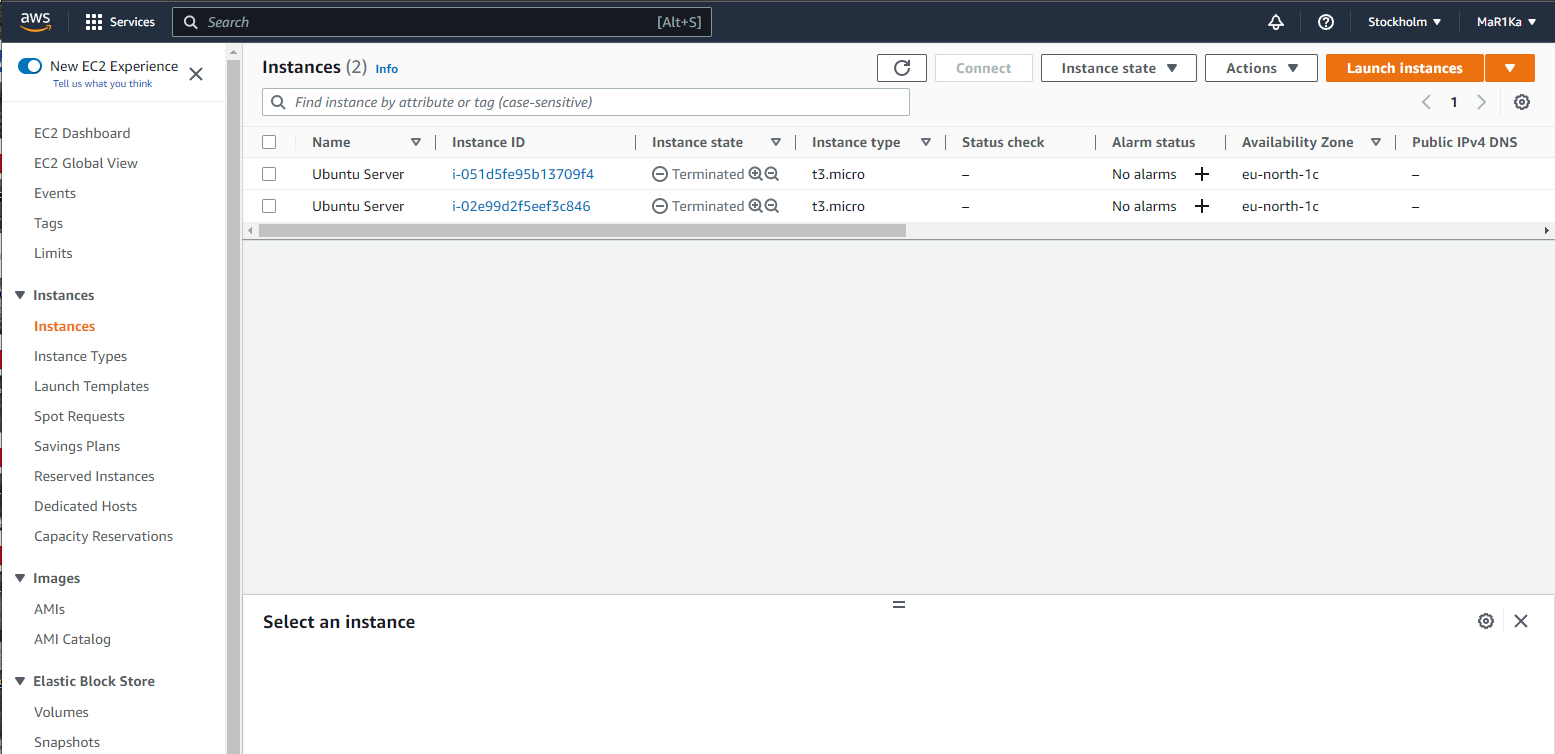 aws
Services
Search
[Alt+S]
Stockholm
MaR1Ka
New EC2 Experience
Tell us what you think
EC2 Dashboard
EC2 Global View
Events
Tags
Limits
Instances
Instances
Instance Types
Launch Templates
Spot Requests
Savings Plans
Reserved Instances
Dedicated Hosts
Capacity Reservations
Images
AMIs
AMI Catalog
Elastic Block Store
Volumes
Snapshots
Instances (2) Info
Connect
Instance state
Actions
Launch instances
Find instance by attribute or tag (case-sensitive)
1
Name Instance ID Instance state Instance type Status check Alarm status Availability Zone Public IPv4 DNS
Ubuntu Server i-051d5fe95b13709f4 Terminated t3.micro – No alarms + eu-north-1c –
Ubuntu Server i-02e99d2f5eef3c846 Terminated t3.micro – No alarms + eu-north-1c –
Select an instance